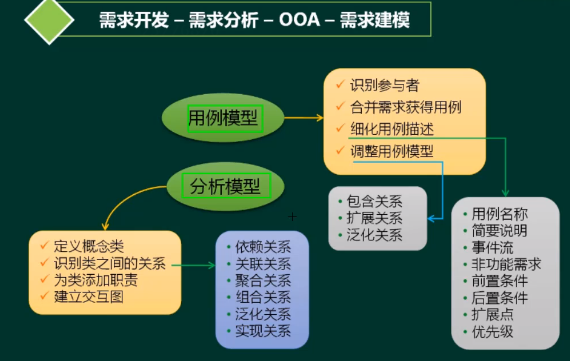 需求开发 – 需求分析 – OOA – 需求建模
用例模型
识别参与者
合并需求获得用例
细化用例描述
调整用例模型
分析模型
包含关系
扩展关系
泛化关系
用例名称
简要说明
事件流
非功能需求
前置条件
后置条件
扩展点
优先级
定义概念类
识别类之间的关系
为类添加职责
建立交互图
依赖关系
关联关系
聚合关系
组合关系
泛化关系
实现关系